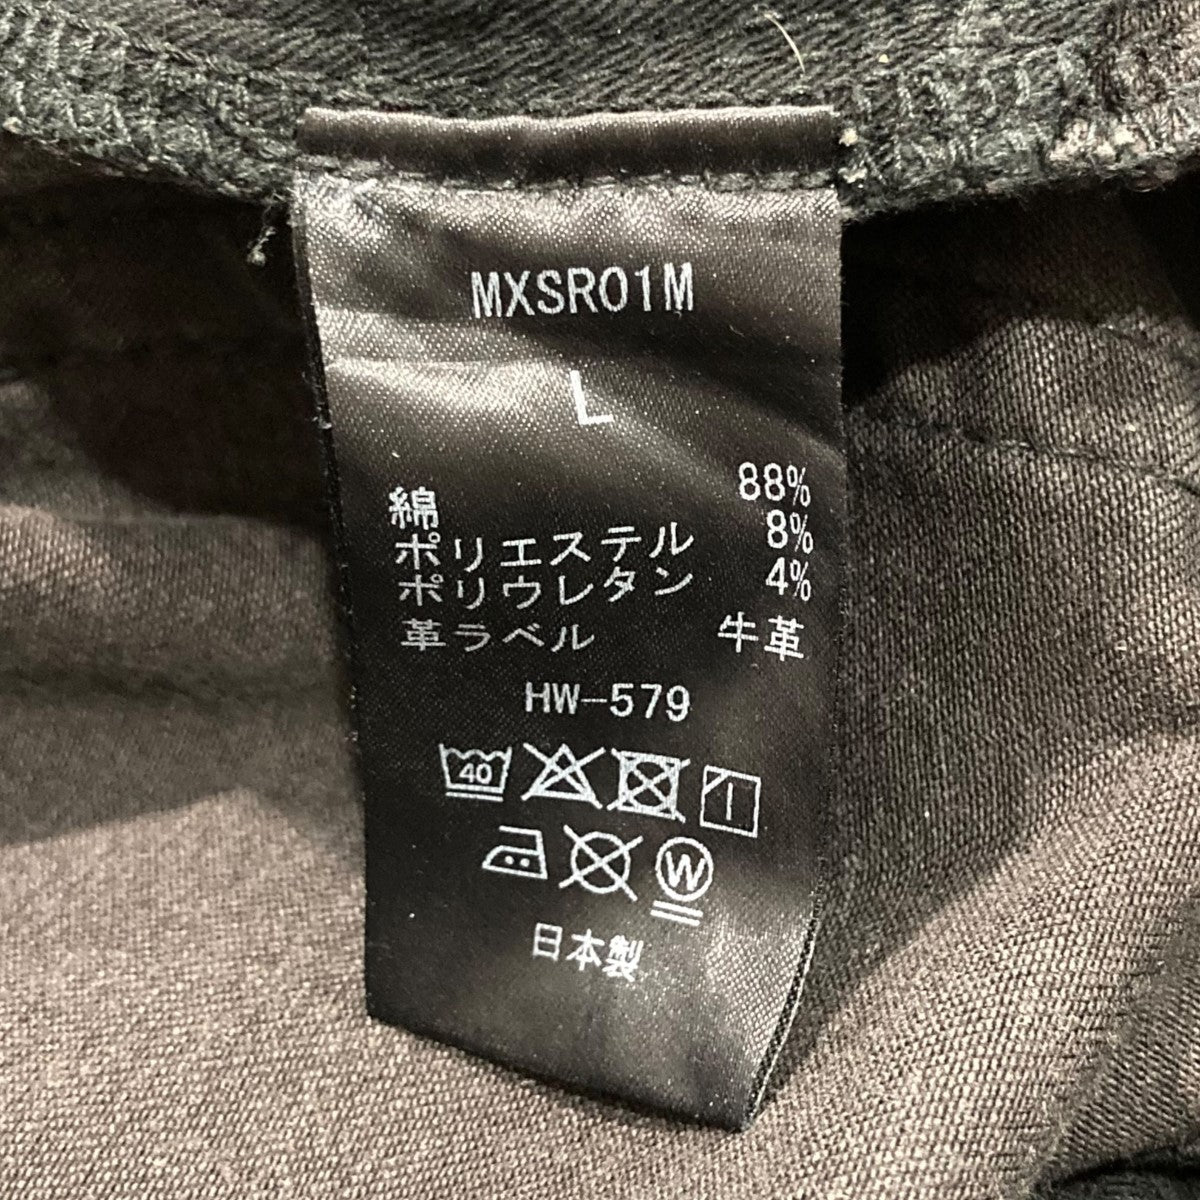 MXSR01M
L
綿 88%
ポリエステル 8%
ポリウレタン 4%
革ラベル 牛革
HW-579
40
W
日本製